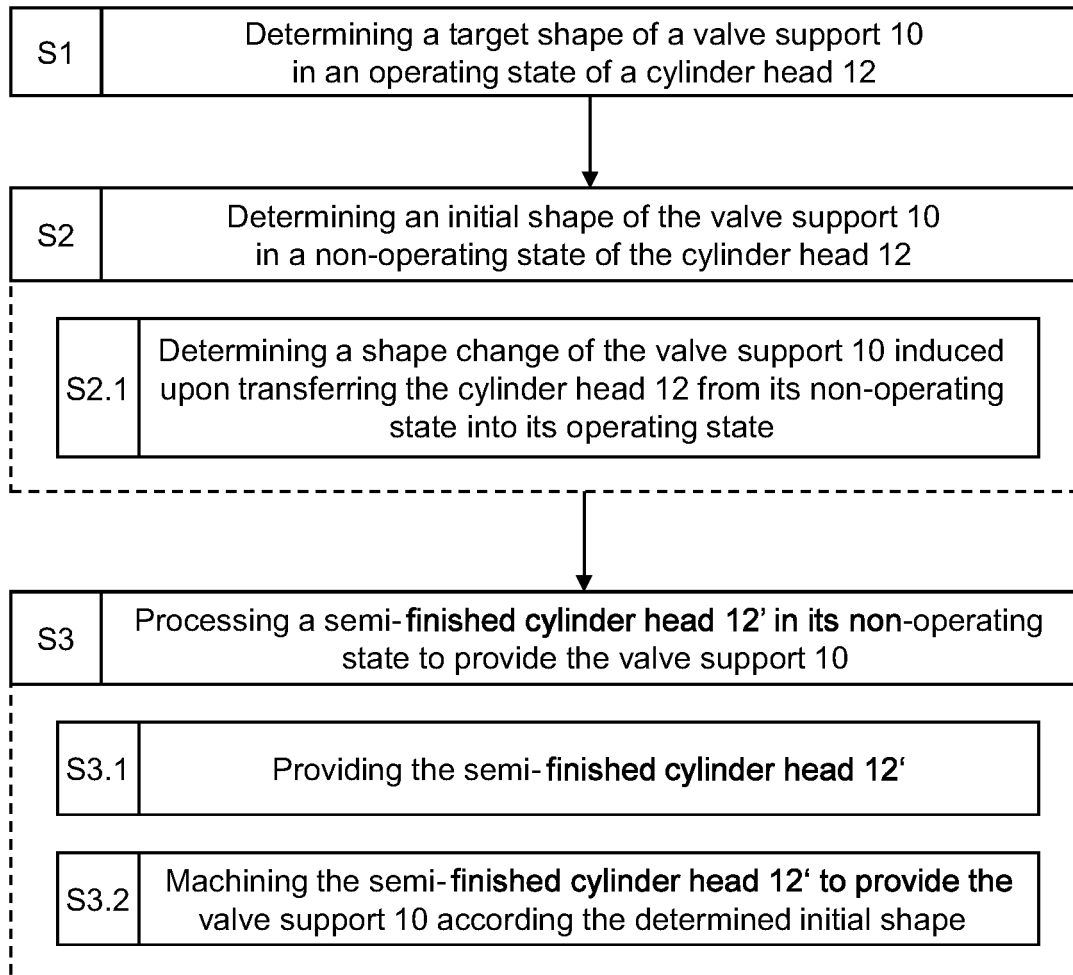 S1
Determining a target shape of a valve support 10
in an operating state of a cylinder head 12
S2
Determining an initial shape of the valve support 10
in a non-operating state of the cylinder head 12
S2.1
Determining a shape change of the valve support 10 induced
upon transferring the cylinder head 12 from its non-operating
state into its operating state
S3
Processing a semi-finished cylinder head 12’ in its non-operating
state to provide the valve support 10
S3.1
Providing the semi-finished cylinder head 12‘
S3.2
Machining the semi-finished cylinder head 12‘ to provide the
valve support 10 according the determined initial shape